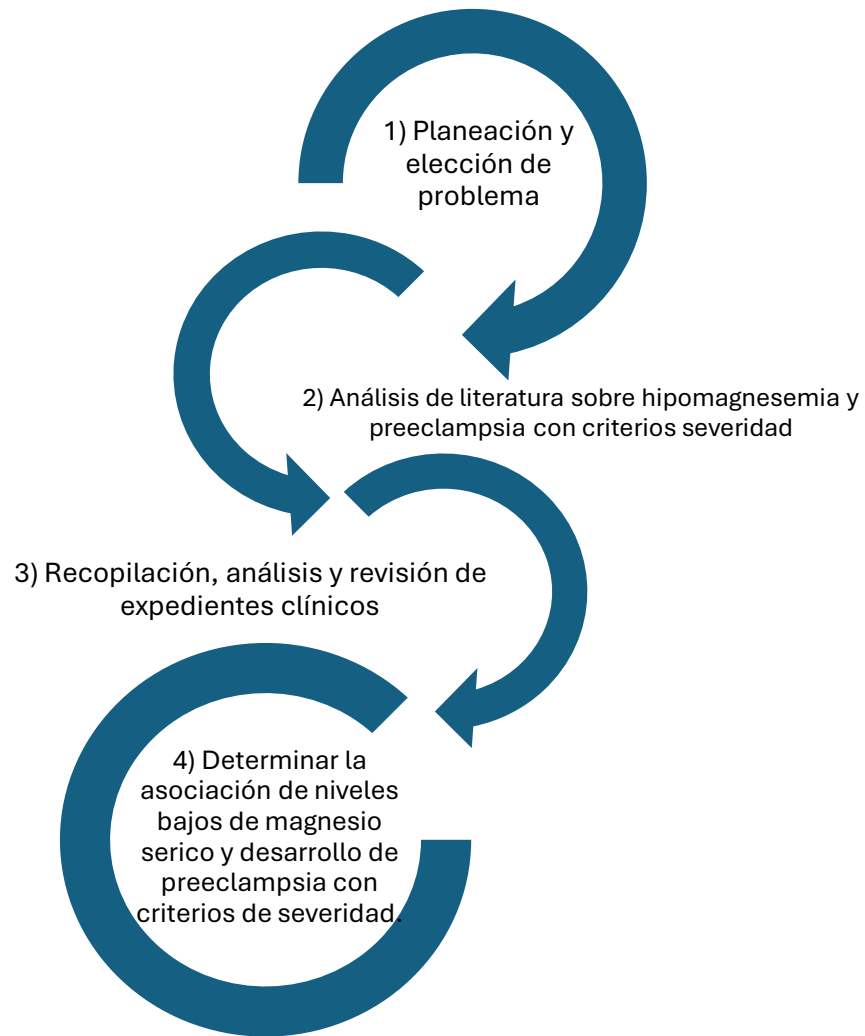 1) Planeación y
elección de
problema
2) Análisis de literatura sobre hipomagnesemia y
preeclampsia con criterios severidad
3) Recopilación, análisis y revisión de
expedientes clínicos
4) Determinar la
asociación de niveles
bajos de magnesio
serico y desarrollo de
preeclampsia con
criterios de severidad.